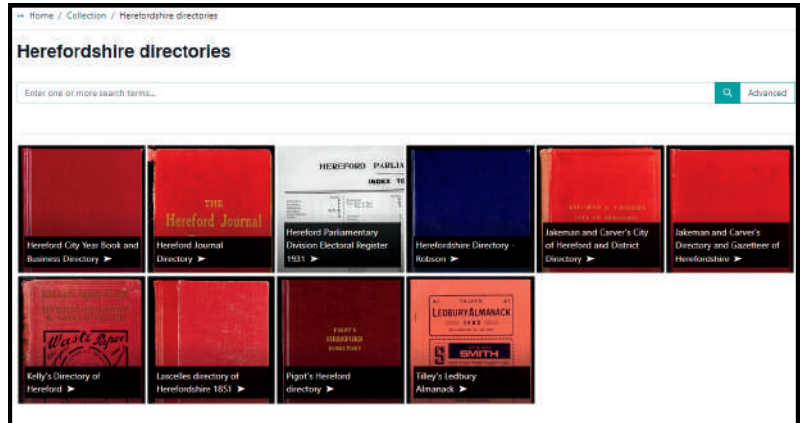 Home / Collection / Herefordshire directories
Herefordshire directories
Enter one or more search terms...
Advanced
THE
Hereford Journal
HEREFORD PARLIA
INDEX TO
Hereford City Year Book and
Business Directory ➤
Hereford Journal
Directory ➤
Hereford Parliamentary
Division Electoral Register
1931 ➤
Herefordshire Directory -
Robson ➤
Jakeman and Carver's City
of Hereford and District
Directory ➤
Jakeman and Carver's
Directory and Gazetteer of
Herefordshire ➤
Waste Paper
PIGOT'S
HEREFORD
DIRECTORY
TILLEY'S
LEDBURY ALMANACK
SMITH
Kelly's Directory of
Hereford ➤
Lascelles directory of
Herefordshire 1851 ➤
Pigot's Hereford
directory ➤
Tilley's Ledbury
Almanack ➤